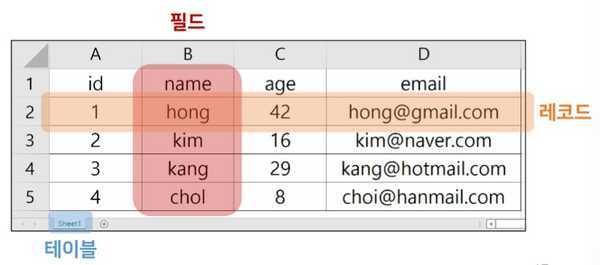 필드
A B C D
1 id name age email
2 1 hong 42 hong@gmail.com 레코드
3 2 kim 16 kim@naver.com
4 3 kang 29 kang@hotmail.com
5 4 chol 8 choi@hanmail.com
Sheet1
테이블